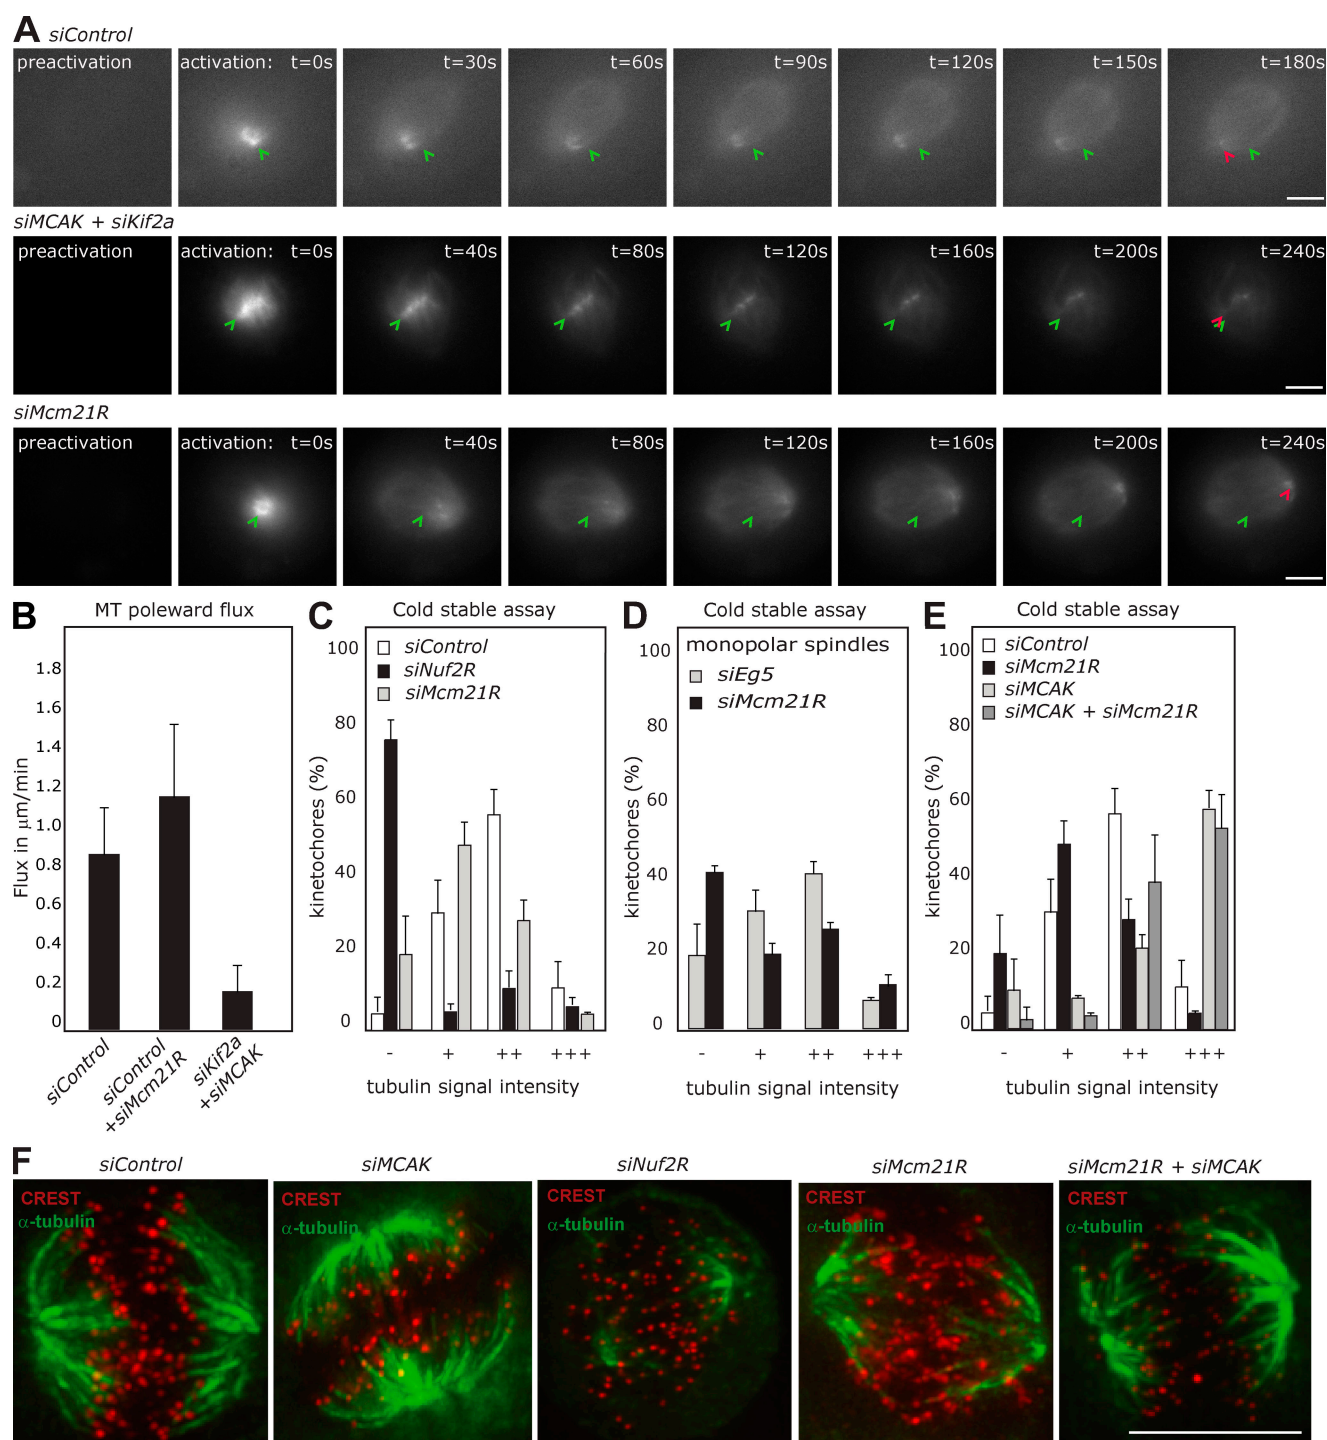 A siControl
preactivation
activation: t=0s
t=30s
t=60s
t=90s
t=120s
t=150s
t=180s
siMCAK + siKif2a
preactivation
activation: t=0s
t=40s
t=80s
t=120s
t=160s
t=200s
t=240s
siMcm21R
preactivation
activation: t=0s
t=40s
t=80s
t=120s
t=160s
t=200s
t=240s
B MT poleward flux
Flux in μm/min
1.8
1.6
1.4
1.2
1.0
0.8
0.6
0.4
0.2
0
siControl
siControl
+siMcm21R
siKif2a
+siMCAK
C Cold stable assay
siControl
siNuf2R
siMcm21R
kinetochores (%)
100
80
60
40
20
0
- + ++ +++
tubulin signal intensity
D Cold stable assay
monopolar spindles
siEg5
siMcm21R
kinetochores (%)
100
80
60
40
20
0
- + ++ +++
tubulin signal intensity
E Cold stable assay
siControl
siMcm21R
siMCAK
siMCAK + siMcm21R
kinetochores (%)
100
80
60
40
20
0
- + ++ +++
tubulin signal intensity
F
siControl
CREST
α-tubulin
siMCAK
CREST
α-tubulin
siNuf2R
CREST
α-tubulin
siMcm21R
CREST
α-tubulin
siMcm21R + siMCAK
CREST
α-tubulin